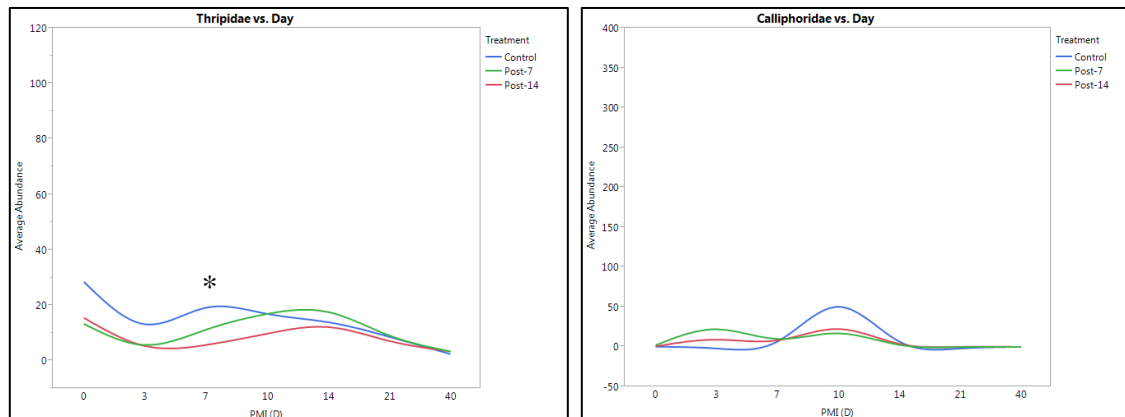 Thripidae vs. Day
120
100
80
60
40
20
0
Average Abundance
0 3 7 10 14 21 40
PMI (D)
Treatment
Control
Post-7
Post-14
*
Calliphoridae vs. Day
400
350
300
250
200
150
100
50
0
-50
Average Abundance
0 3 7 10 14 21 40
PMI (D)
Treatment
Control
Post-7
Post-14